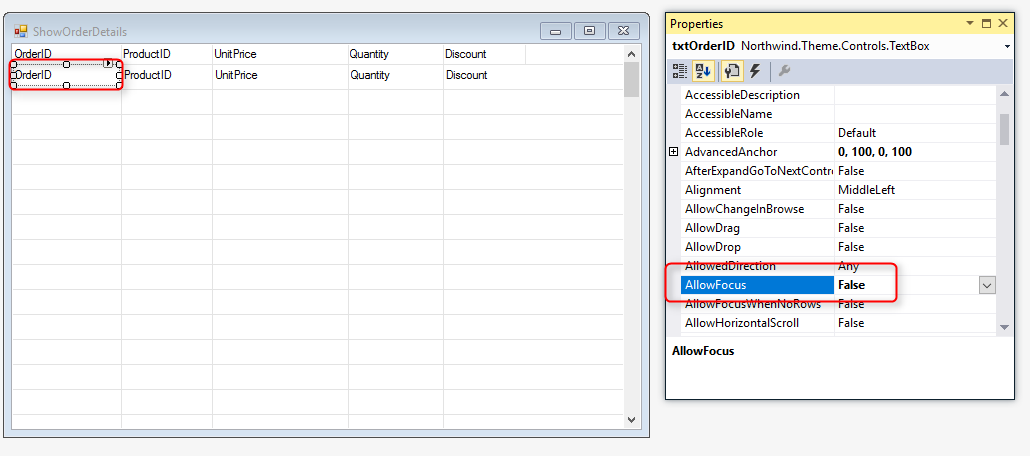 ShowOrderDetails
OrderID ProductID UnitPrice Quantity Discount
OrderID ProductID UnitPrice Quantity Discount
Properties
txtOrderID Northwind.Theme.Controls.TextBox
AccessibleDescription
AccessibleName
AccessibleRole Default
AdvancedAnchor 0, 100, 0, 100
AfterExpandGoToNextContro False
Alignment MiddleLeft
AllowChangeInBrowse False
AllowDrag False
AllowDrop False
AllowedDirection Any
AllowFocus False
AllowFocusWhenNoRows False
AllowHorizontalScroll False
AllowFocus